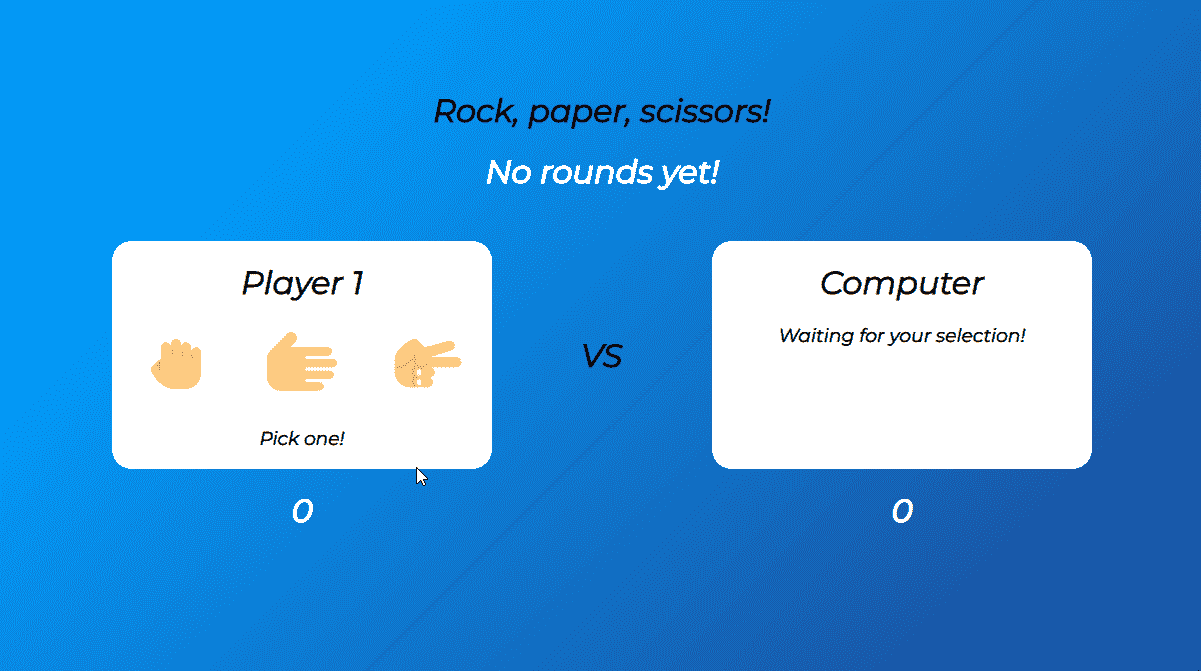 Rock, paper, scissors!
No rounds yet!
Player 1
Pick one!
0
VS
Computer
Waiting for your selection!
0